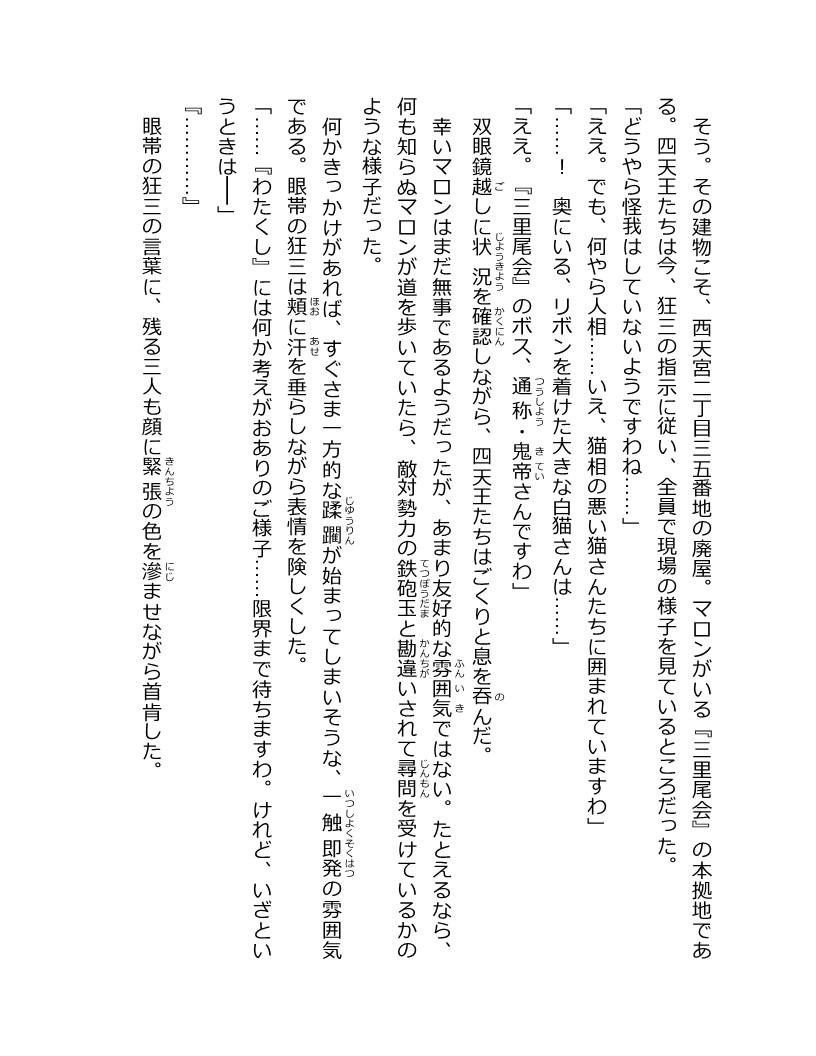 そう。その建物こそ、西天宮二丁目三五番地の廃屋。マロンがいる『三里尾会』の本拠地であ
る。四天王たちは今、狂三の指示に従い、全員で現場の様子を見ているところだった。
「どうやら怪我はしていないようですわね……」
「ええ。でも、何やら人相……いえ、猫相の悪い猫さんたちに囲まれていますわ」
「……！　奥にいる、リボンを着けた大きな白猫さんは……」
「ええ。『三里尾会』のボス、通称・鬼帝さんですわ」
双眼鏡越しに状況を確認しながら、四天王たちはごくりと息を呑んだ。
幸いマロンはまだ無事であるようだったが、あまり友好的な雰囲気ではない。たとえるなら、
何も知らぬマロンが道を歩いていたら、敵対勢力の鉄砲玉と勘違いされて尋問を受けているかの
ような様子だった。
何かきっかけがあれば、すぐさま一方的な蹂躙が始まってしまいそうな、一触即発の雰囲気
である。眼帯の狂三は頬に汗を垂らしながら表情を険しくした。
「……『わたくし』には何か考えがおありのご様子……限界まで待ちますわ。けれど、いざとい
うときは――」
『…………』
眼帯の狂三の言葉に、残る三人も顔に緊張の色を滲ませながら首肯した。